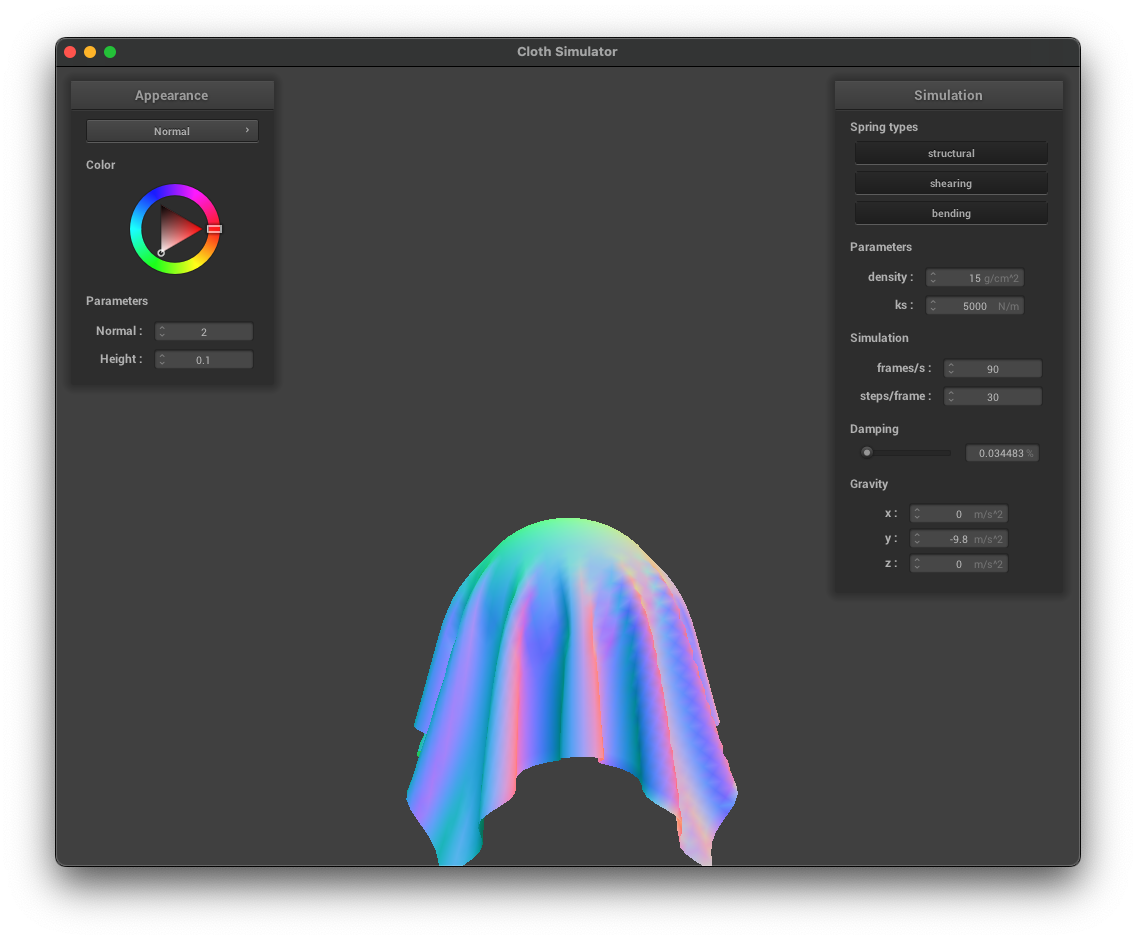 Cloth Simulator
Appearance
Normal
Color
Parameters
Normal : 2
Height : 0.1
Simulation
Spring types
structural
shearing
bending
Parameters
density : 15 g/cm^2
ks : 5000 N/m
Simulation
frames/s : 90
steps/frame : 30
Damping
0.034483 %
Gravity
x : 0 m/s^2
y : -9.8 m/s^2
z : 0 m/s^2